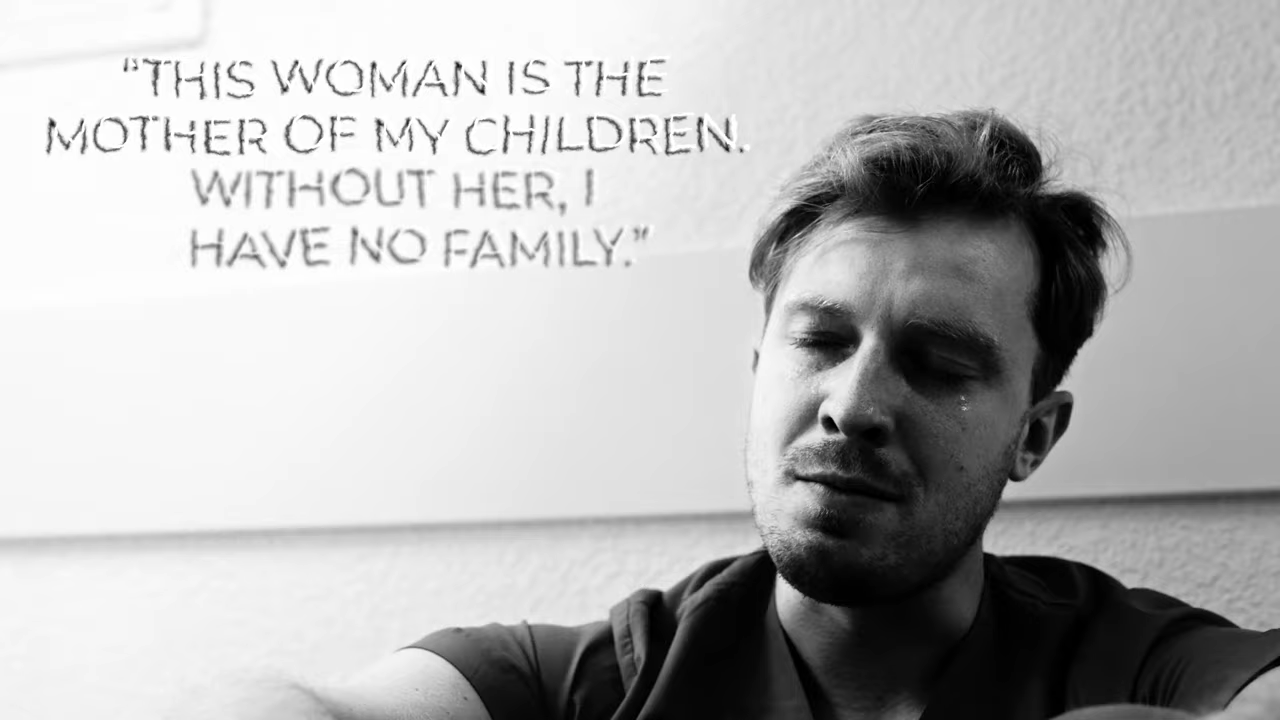 “THIS WOMAN IS THE
MOTHER OF MY CHILDREN.
WITHOUT HER, I
HAVE NO FAMILY.”